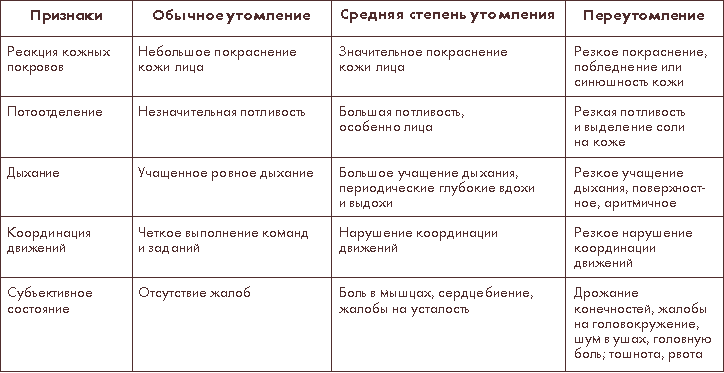 Признаки
Обычное утомление
Средняя степень утомления
Переутомление
Реакция кожных
покровов
Небольшое покраснение
кожи лица
Значительное покраснение
кожи лица
Резкое покраснение,
побледнение или
синюшность кожи
Потоотделение
Незначительная потливость
Большая потливость,
особенно лица
Резкая потливость
и выделение соли
на коже
Дыхание
Учащенное ровное дыхание
Большое учащение дыхания,
периодические глубокие вдохи
и выдохи
Резкое учащение
дыхания, поверхност-
ное, аритмичное
Координация
движений
Четкое выполнение команд
и заданий
Нарушение координации
движений
Резкое нарушение
координации
движений
Субъективное
состояние
Отсутствие жалоб
Боль в мышцах, сердцебиение,
жалобы на усталость
Дрожание
конечностей, жалобы
на головокружение,
шум в ушах, головную
боль; тошнота, рвота